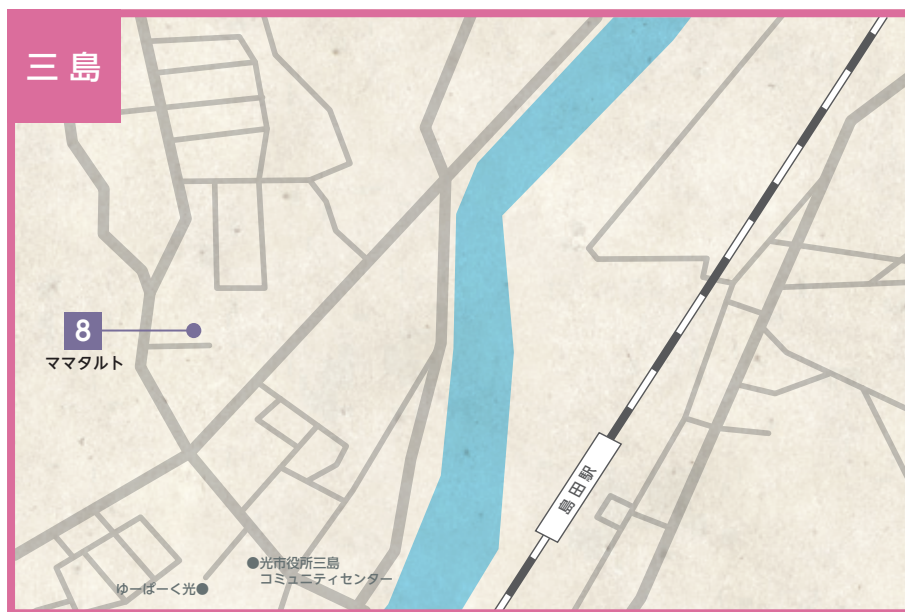 三島
8
ママタルト
島田駅
光市役所三島
コミュニティセンター
ゆーぱーく光